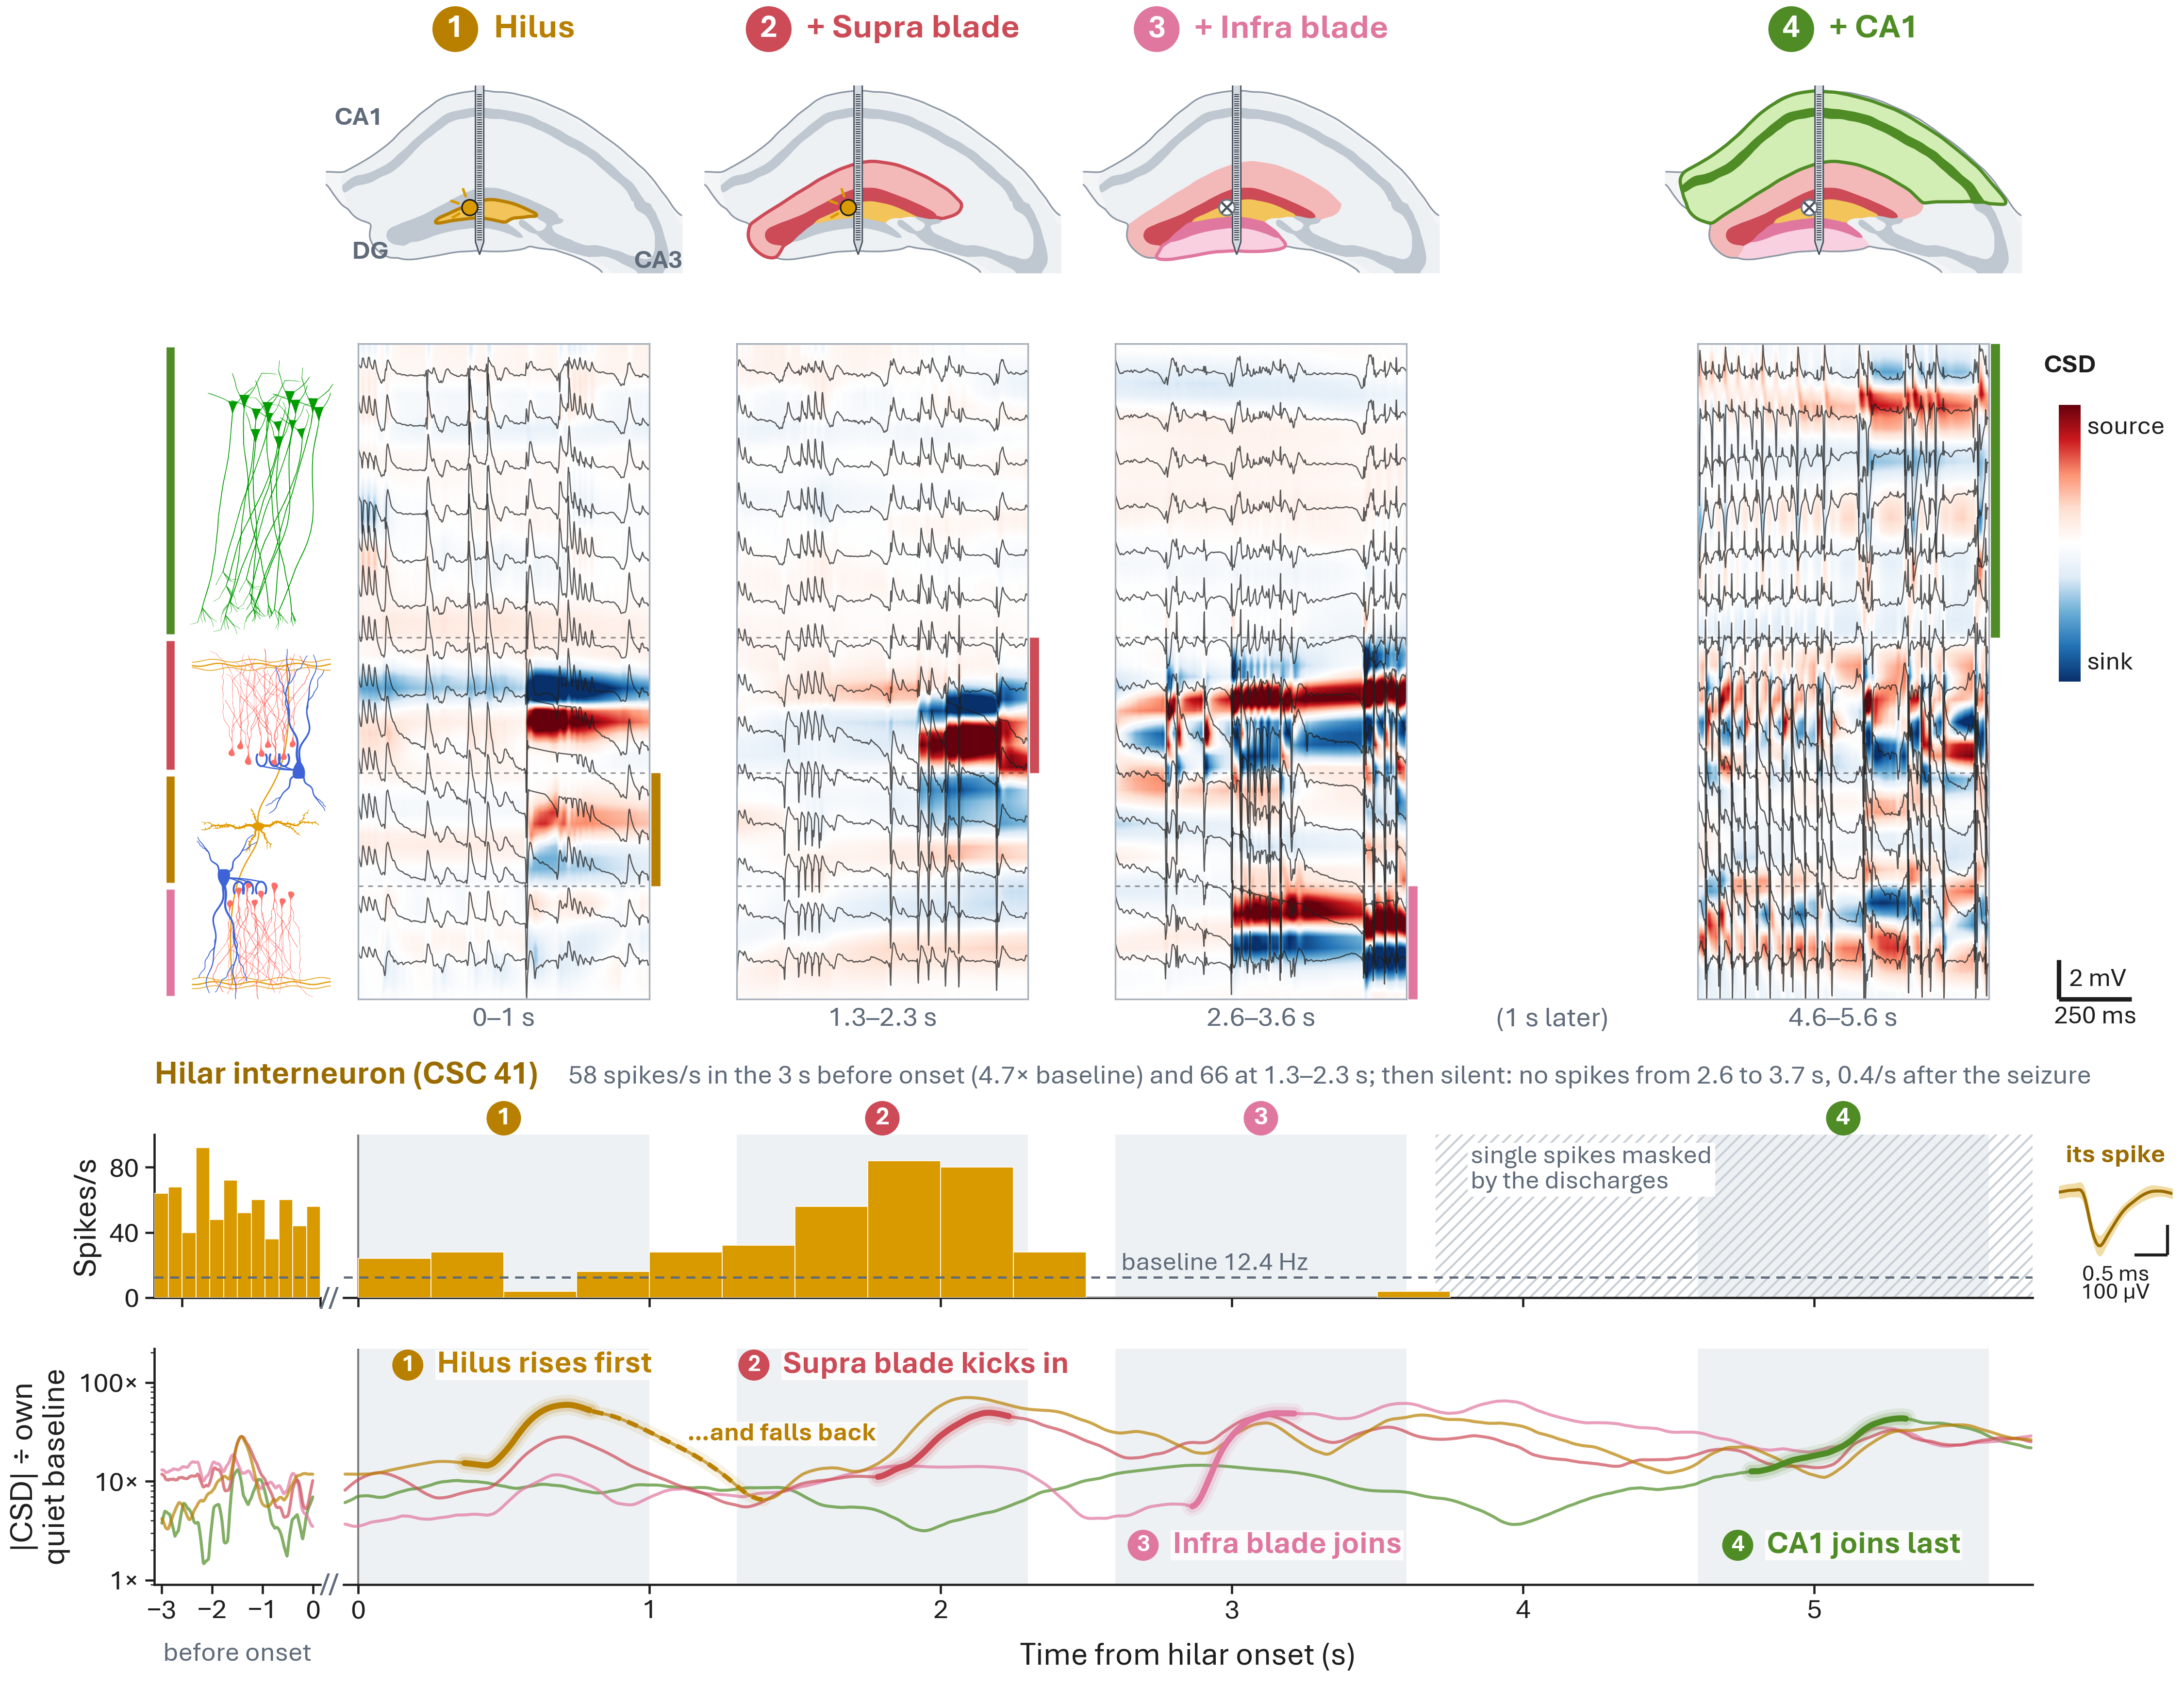 1 Hilus
2 + Supra blade
3 + Infra blade
4 + CA1
CA1
DG
CA3
CSD
source
sink
2 mV
250 ms
0–1 s
1.3–2.3 s
2.6–3.6 s
(1 s later)
4.6–5.6 s
Hilar interneuron (CSC 41) 58 spikes/s in the 3 s before onset (4.7× baseline) and 66 at 1.3–2.3 s; then silent: no spikes from 2.6 to 3.7 s, 0.4/s after the seizure
1
2
3
4
Spikes/s
80
40
0
single spikes masked
by the discharges
baseline 12.4 Hz
its spike
0.5 ms
100 µV
|CSD| ÷ own
quiet baseline
100×
10×
1×
1 Hilus rises first
...and falls back
2 Supra blade kicks in
3 Infra blade joins
4 CA1 joins last
−3 −2 −1 0
//
//
0 1 2 3 4 5
before onset
Time from hilar onset (s)